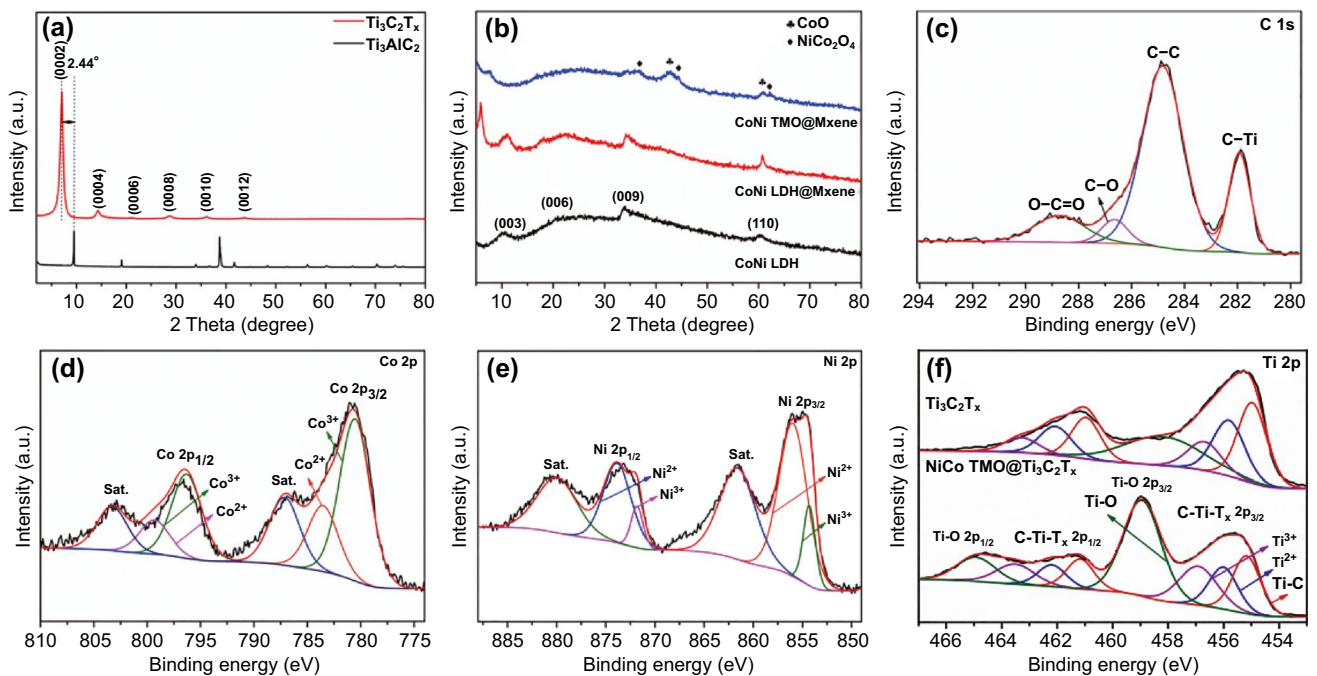 (a)
Ti₃C₂Tₓ
Ti₃AlC₂
(0002)
2.44°
(0004)
(0006)
(0008)
(0010)
(0012)
Intensity (a.u.)
10 20 30 40 50 60 70 80
2 Theta (degree)
(b)
♣ CoO
♦ NiCo₂O₄
CoNi TMO@Mxene
CoNi LDH@Mxene
(003)
(006)
(009)
(110)
CoNi LDH
Intensity (a.u.)
10 20 30 40 50 60 70 80
2 Theta (degree)
(c)
C 1s
C–C
C–Ti
C–O
O–C=O
Intensity (a.u.)
294 292 290 288 286 284 282 280
Binding energy (eV)
(d)
Co 2p
Co 2p₃/₂
Co³⁺
Co²⁺
Co 2p₁/₂
Sat.
Sat.
Co³⁺
Co²⁺
Intensity (a.u.)
810 805 800 795 790 785 780 775
Binding energy (eV)
(e)
Ni 2p
Ni 2p₃/₂
Ni 2p₁/₂
Sat.
Sat.
Ni²⁺
Ni³⁺
Ni²⁺
Ni³⁺
Intensity (a.u.)
885 880 875 870 865 860 855 850
Binding energy (eV)
(f)
Ti 2p
Ti₃C₂Tₓ
NiCo TMO@Ti₃C₂Tₓ
Ti-O 2p₃/₂
Ti-O
C-Ti-Tₓ 2p₃/₂
Ti-O 2p₁/₂
C-Ti-Tₓ 2p₁/₂
Ti³⁺
Ti²⁺
Ti-C
Intensity (a.u.)
466 464 462 460 458 456 454
Binding energy (eV)